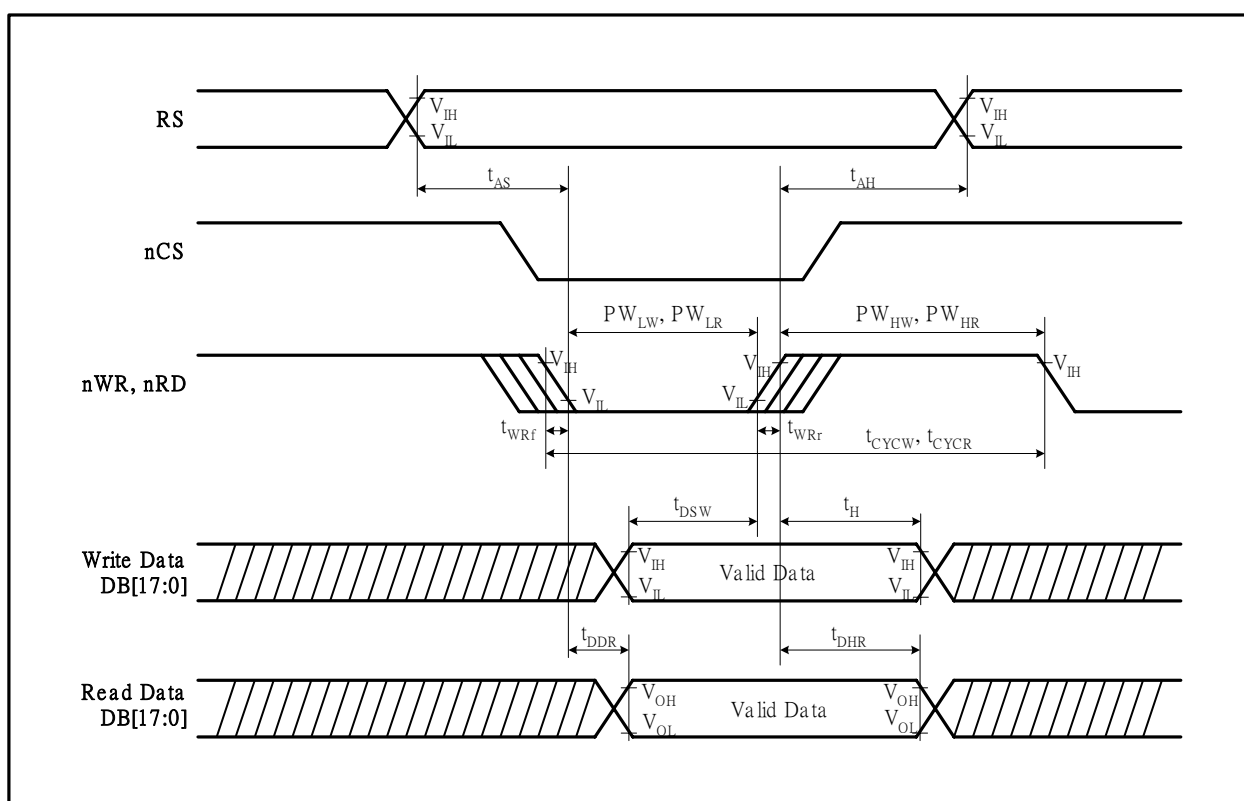 RS
V_IH
V_IH
V_IL
V_IL
t_AS
t_AH
nCS
PW_LW, PW_LR
PW_HW, PW_HR
nWR, nRD
V_IH
V_IH
V_IH
V_IL
V_IL
t_WRf
t_WRr
t_CYCW, t_CYCR
t_DSW
t_H
Write Data
DB[17:0]
V_IH
Valid Data
V_IH
V_IL
V_IL
t_DDR
t_DHR
Read Data
DB[17:0]
V_OH
Valid Data
V_OH
V_OL
V_OL